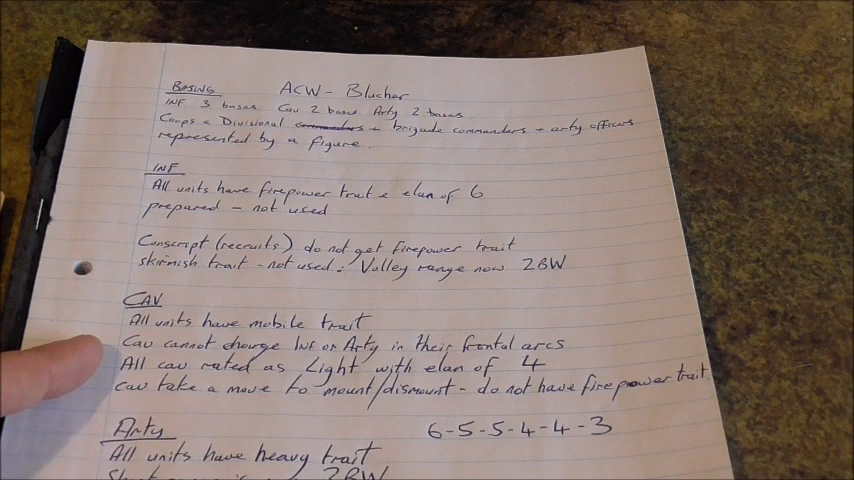 BASING ACW - Blucher
INF 3 bases Cav 2 bases Arty 2 bases.
Corps & Divisional commanders + brigade commanders + arty officers
represented by a figure.
INF
All units have firepower trait & elan of 6
prepared - not used
Conscript (recruits) do not get firepower trait
skirmish trait - not used: Volley range now 2BW
CAV
All units have mobile trait
Cav cannot charge Inf or Arty in their frontal arcs
All cav rated as Light with elan of 4
Cav take a move to mount/dismount - do not have firepower trait
Arty 6-5-5-4-4-3
All units have heavy trait
2BW